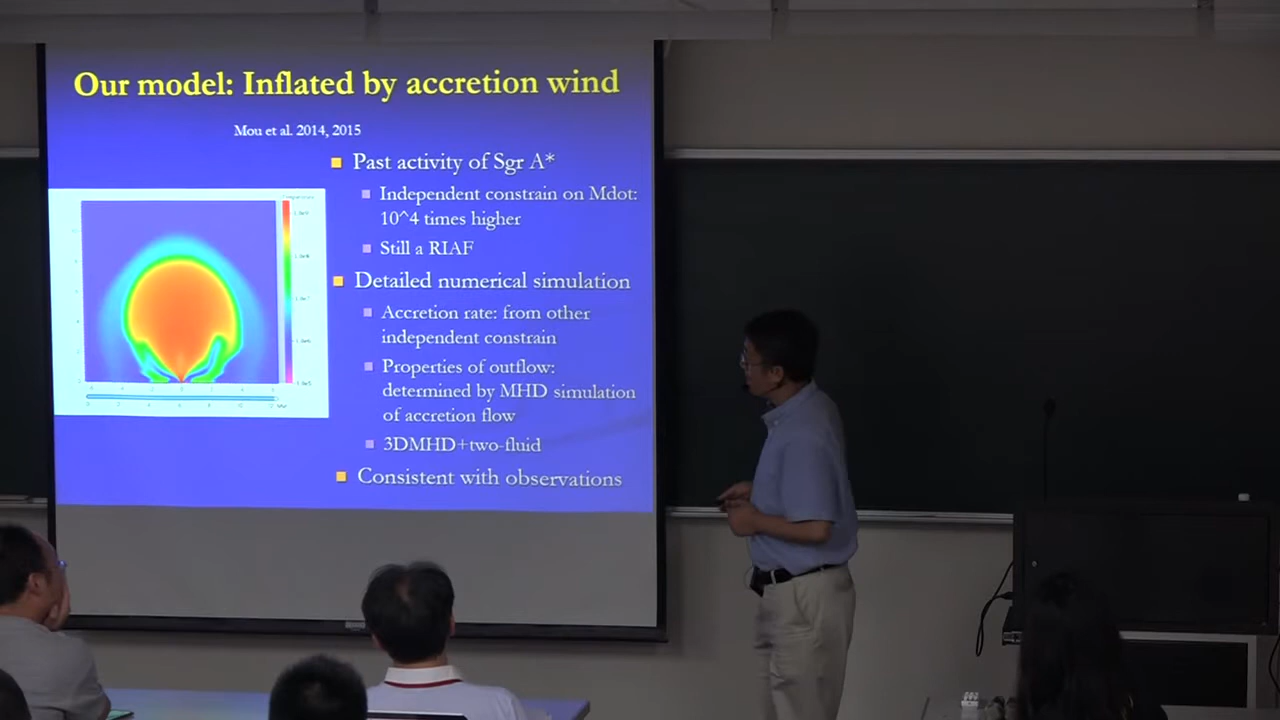 Our model: Inflated by accretion wind
Mou et al. 2014, 2015
Past activity of Sgr A*
Independent constrain on Mdot:
10^4 times higher
Still a RIAF
Detailed numerical simulation
Accretion rate: from other
independent constrain
Properties of outflow:
determined by MHD simulation
of accretion flow
3DMHD+two-fluid
Consistent with observations